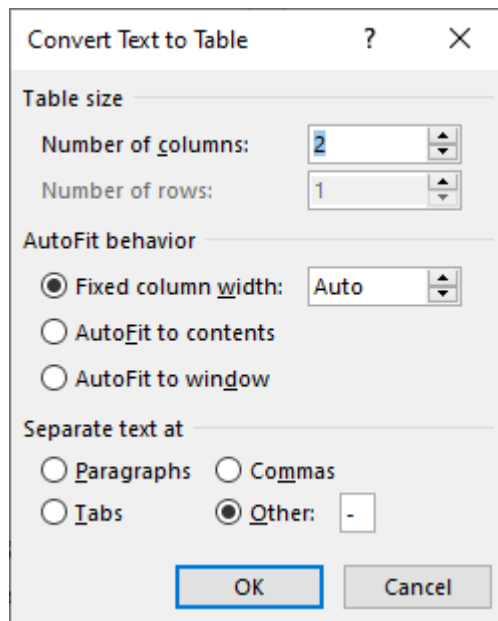 Convert Text to Table ? ×
Table size
Number of columns: 2
Number of rows: 1
AutoFit behavior
Fixed column width: Auto
AutoFit to contents
AutoFit to window
Separate text at
Paragraphs Commas
Tabs Other: -
OK Cancel